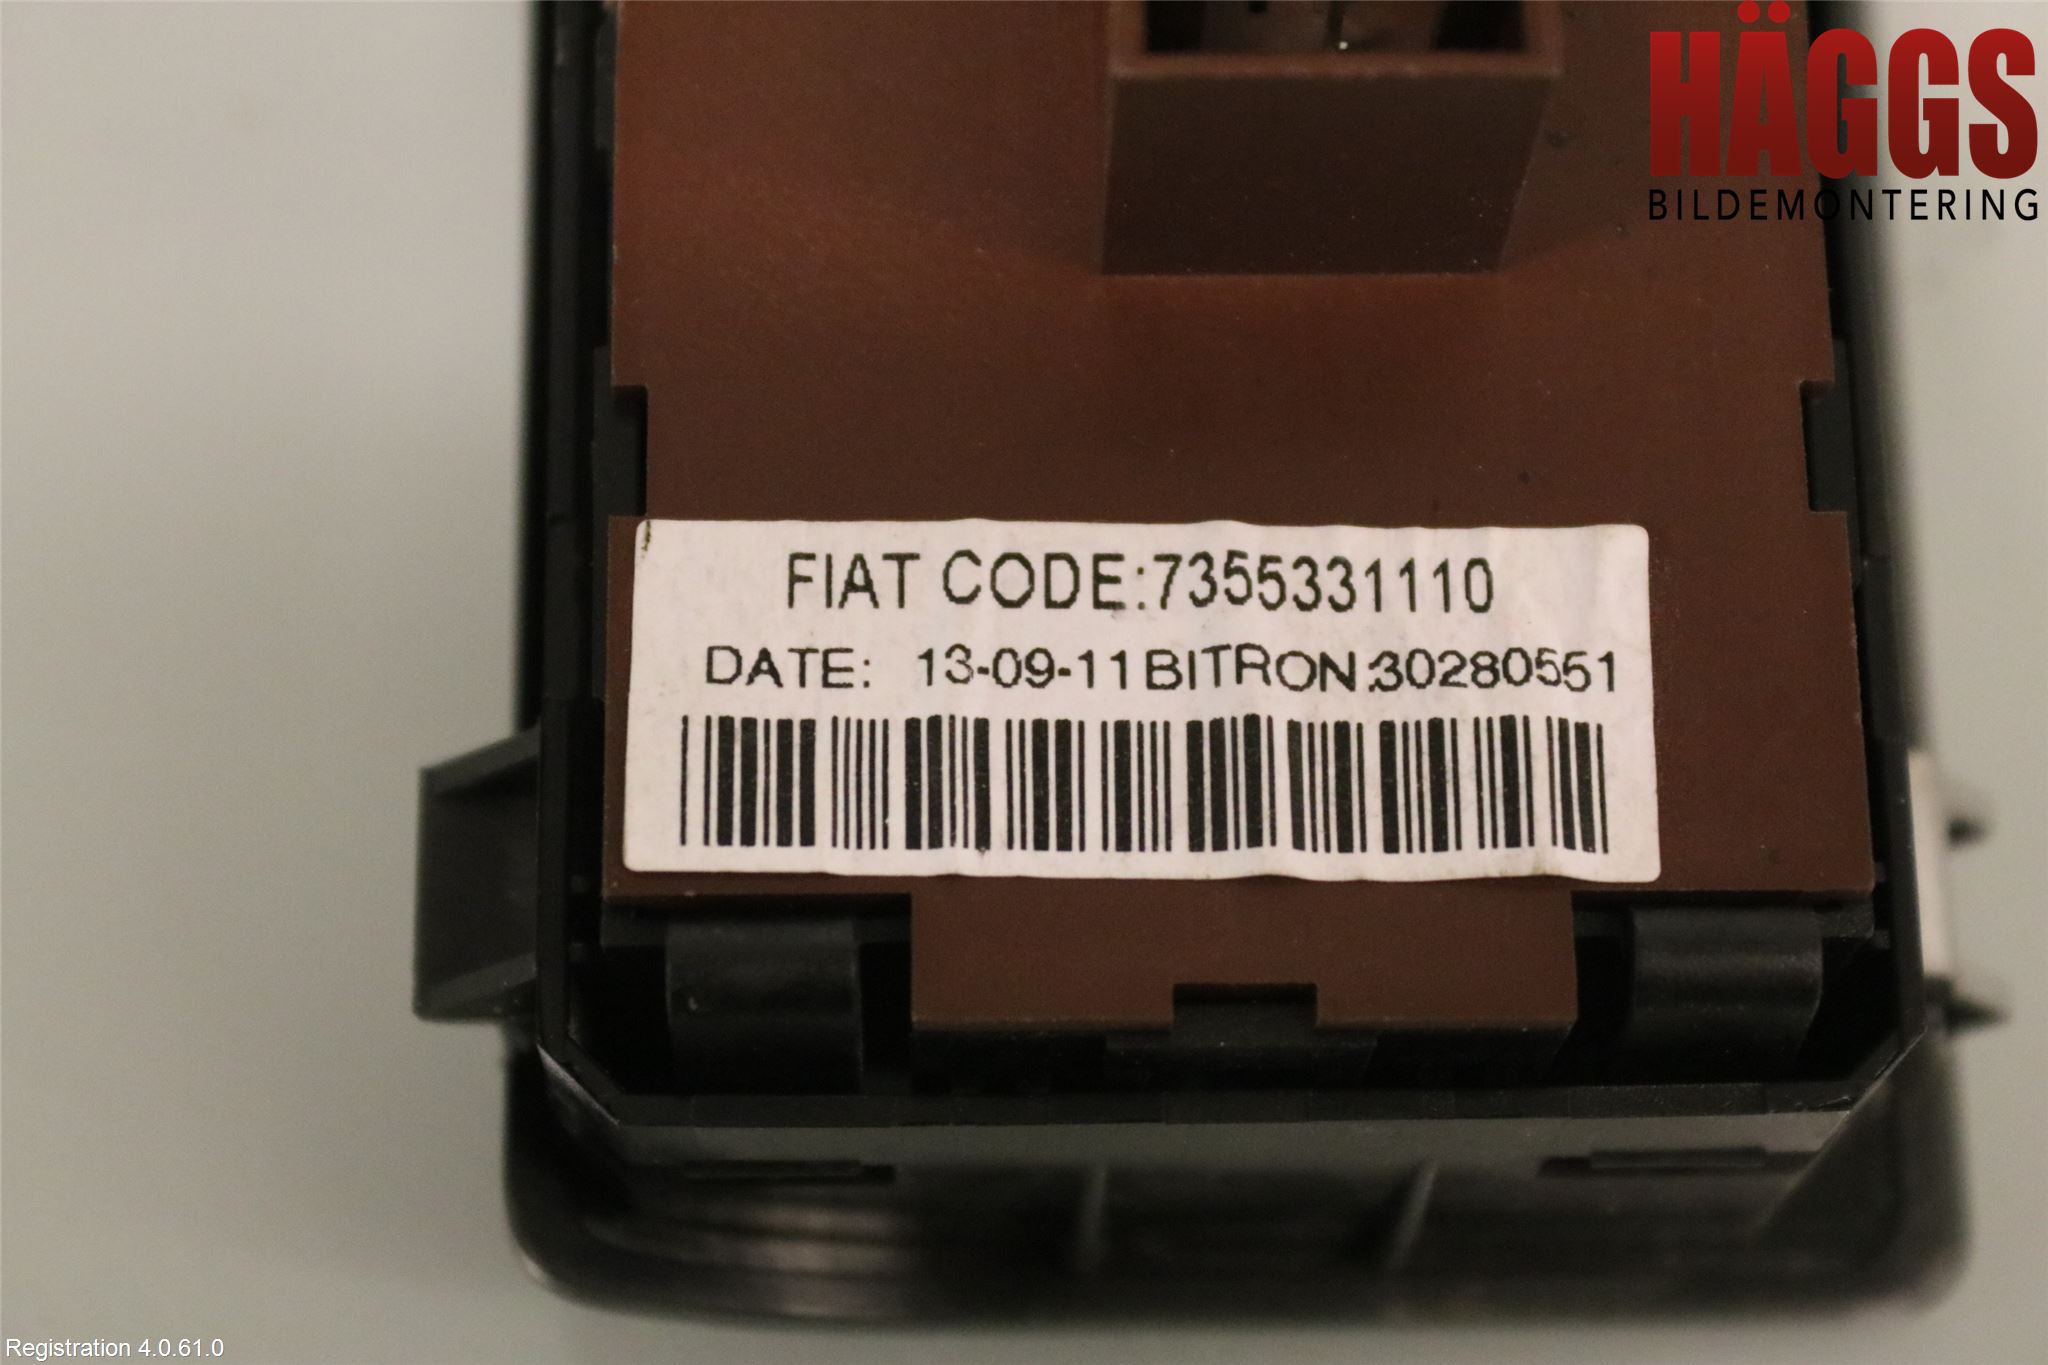 HÄGGS
BILDEMONTERING
FIAT CODE:7355331110
DATE: 13-09-11 BITRON:30280551
Registration 4.0.61.0